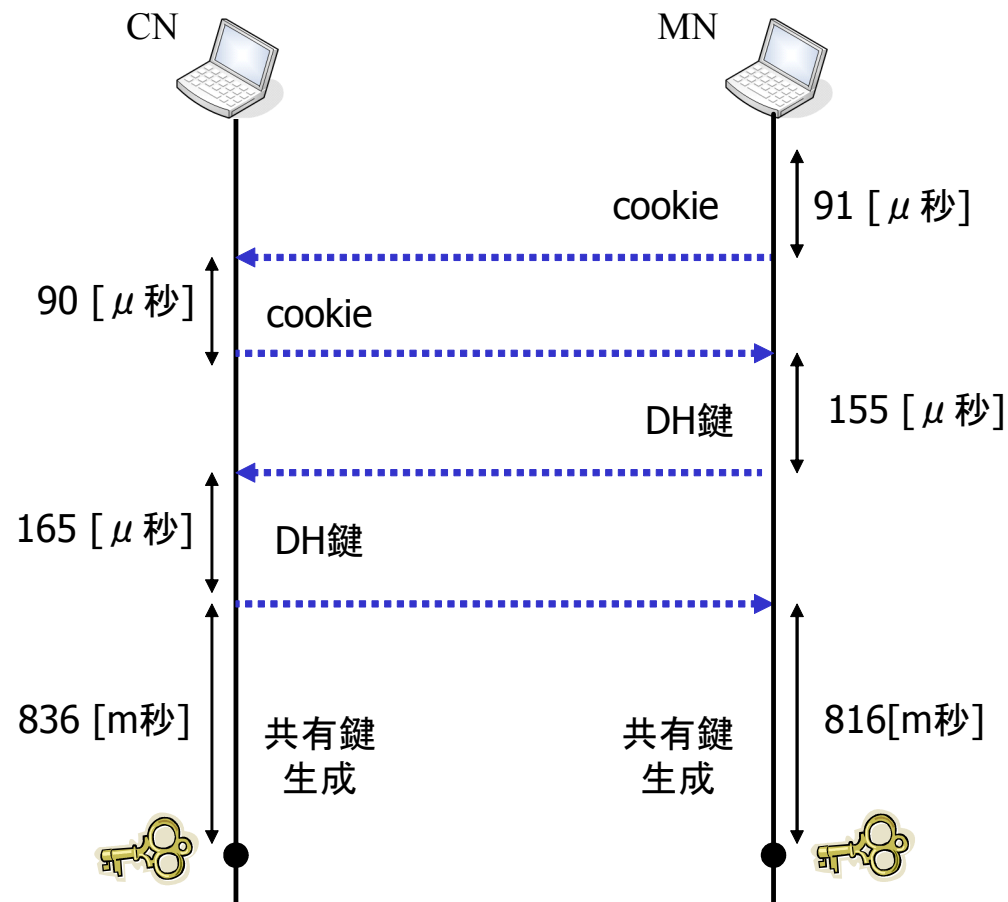 CN
MN
cookie
91 [μ秒]
90 [μ秒]
cookie
DH鍵
155 [μ秒]
165 [μ秒]
DH鍵
836 [m秒]
共有鍵
生成
共有鍵
生成
816[m秒]